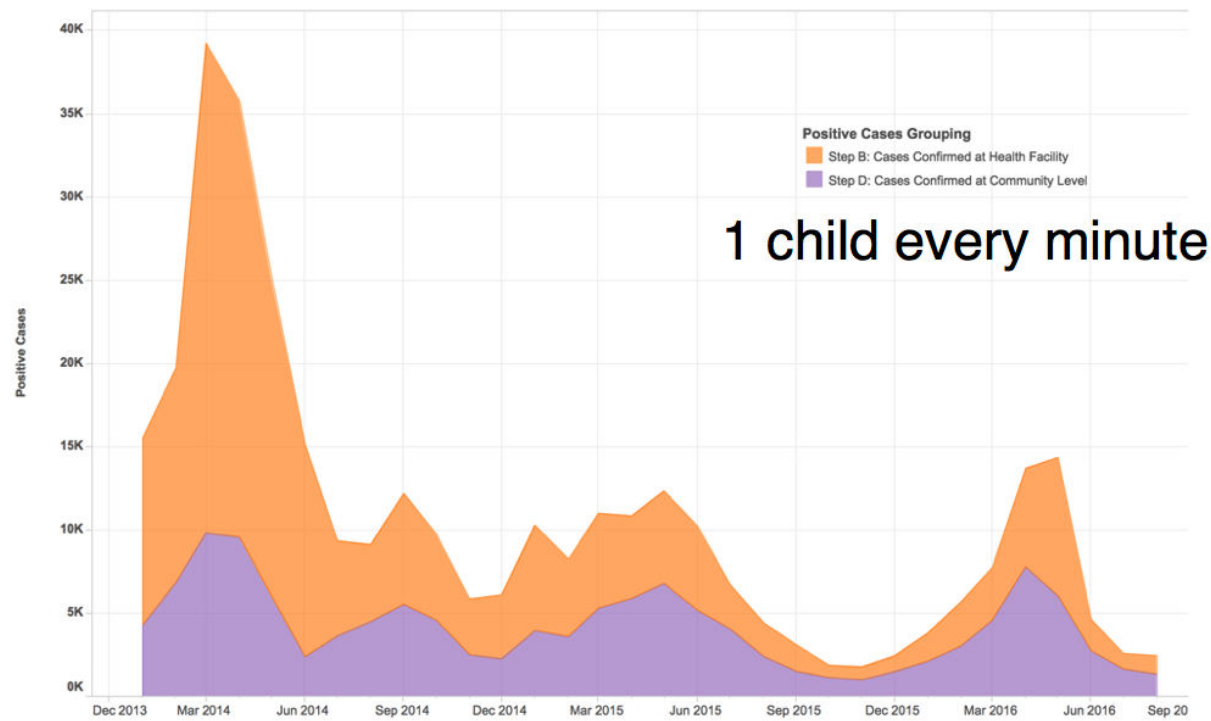 40K
35K
30K
25K
20K
15K
10K
5K
0K
Positive Cases
Positive Cases Grouping
Step B: Cases Confirmed at Health Facility
Step D: Cases Confirmed at Community Level
1 child every minute
Dec 2013 Mar 2014 Jun 2014 Sep 2014 Dec 2014 Mar 2015 Jun 2015 Sep 2015 Dec 2015 Mar 2016 Jun 2016 Sep 20